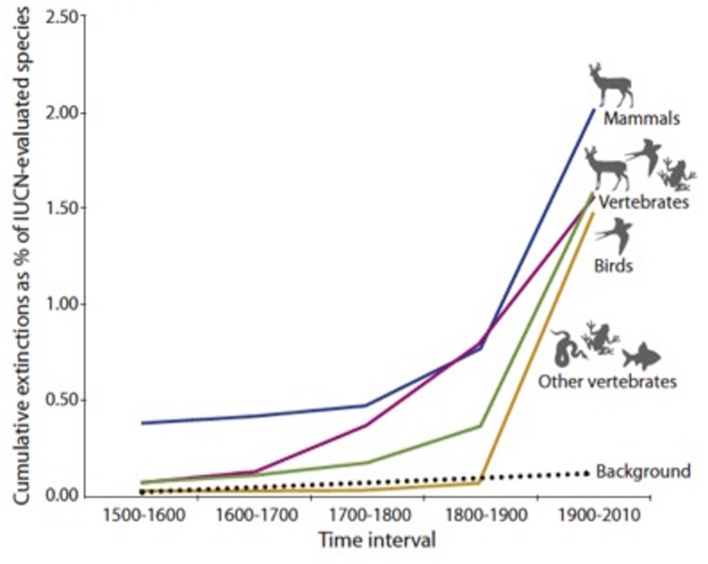 Cumulative extinctions as % of IUCN-evaluated species
2.50
2.00
1.50
1.00
0.50
0.00
Mammals
Vertebrates
Birds
Other vertebrates
Background
1500-1600 1600-1700 1700-1800 1800-1900 1900-2010
Time interval